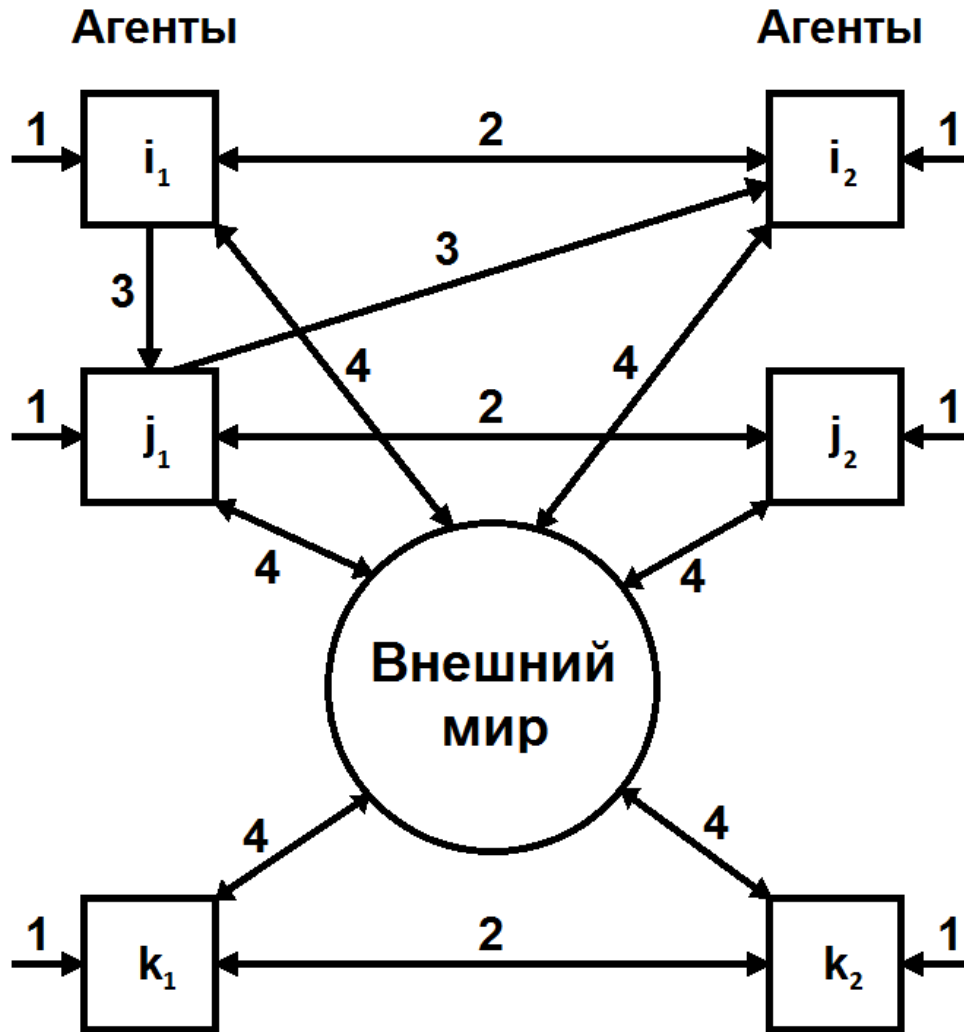 Агенты Агенты
1 i₁ 2 i₂ 1
3 3
4 4
1 j₁ 2 j₂ 1
4 4
Внешний
мир
4 4
1 k₁ 2 k₂ 1